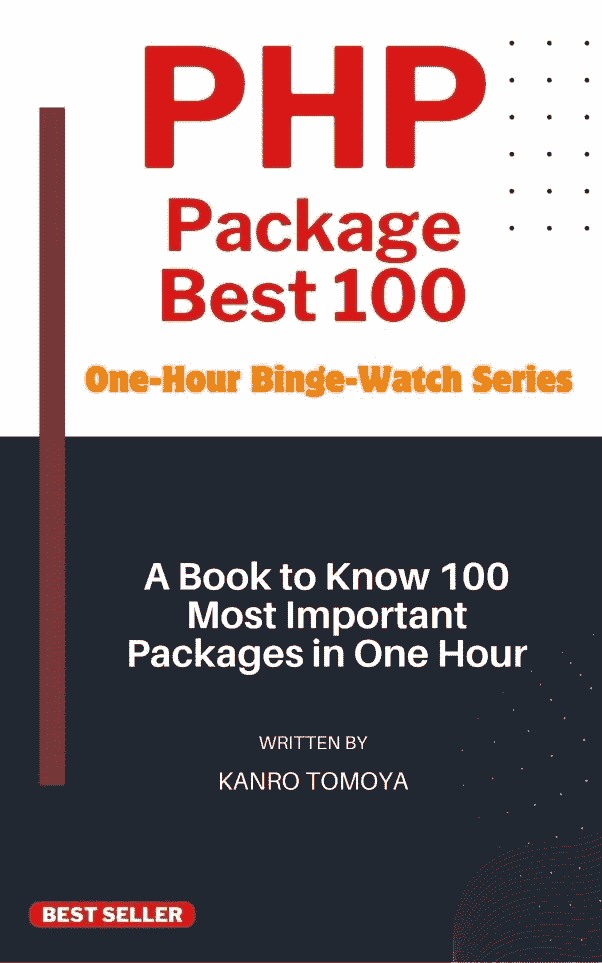 PHP
Package
Best 100
One-Hour Binge-Watch Series
A Book to Know 100
Most Important
Packages in One Hour
WRITTEN BY
KANRO TOMOYA
BEST SELLER